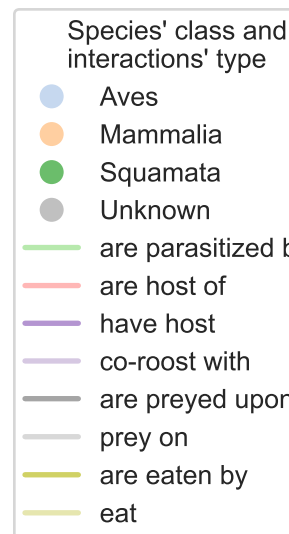 Species' class and
interactions' type
Aves
Mammalia
Squamata
Unknown
are parasitized
are host of
have host
co-roost with
are preyed upon
prey on
are eaten by
eat